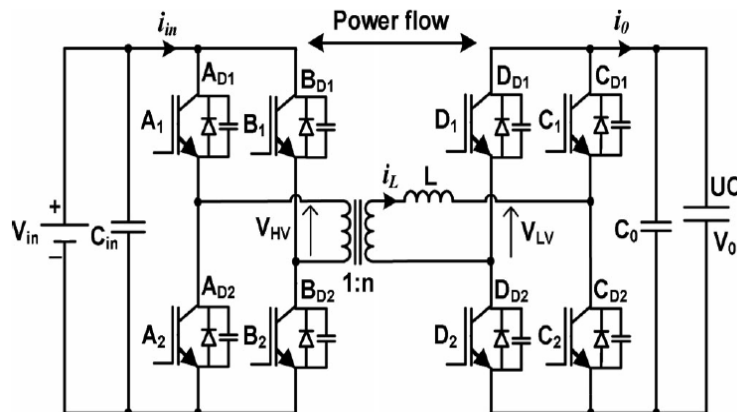 Power flow
i_in
i_0
A_D1
B_D1
D_D1
C_D1
A_1
B_1
D_1
C_1
i_L
L
UC
+
V_in
−
C_in
V_HV
V_LV
C_0
V_0
1:n
A_D2
B_D2
D_D2
C_D2
A_2
B_2
D_2
C_2